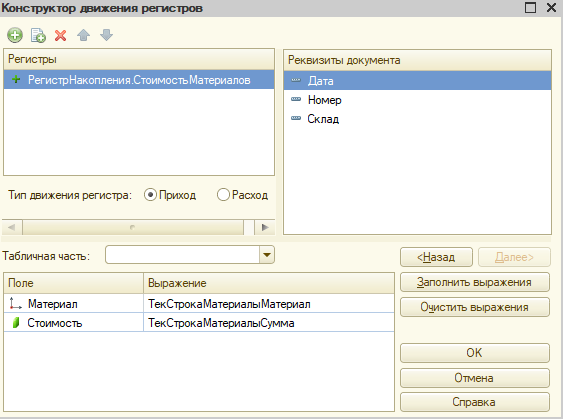 Конструктор движения регистров
Регистры
РегистрНакопления.СтоимостьМатериалов
Реквизиты документа
Дата
Номер
Склад
Тип движения регистра:
Приход
Расход
Табличная часть:
<Назад
Далее>
Поле
Выражение
Материал
ТекСтрокаМатериалыМатериал
Стоимость
ТекСтрокаМатериалыСумма
Заполнить выражения
Очистить выражения
OK
Отмена
Справка